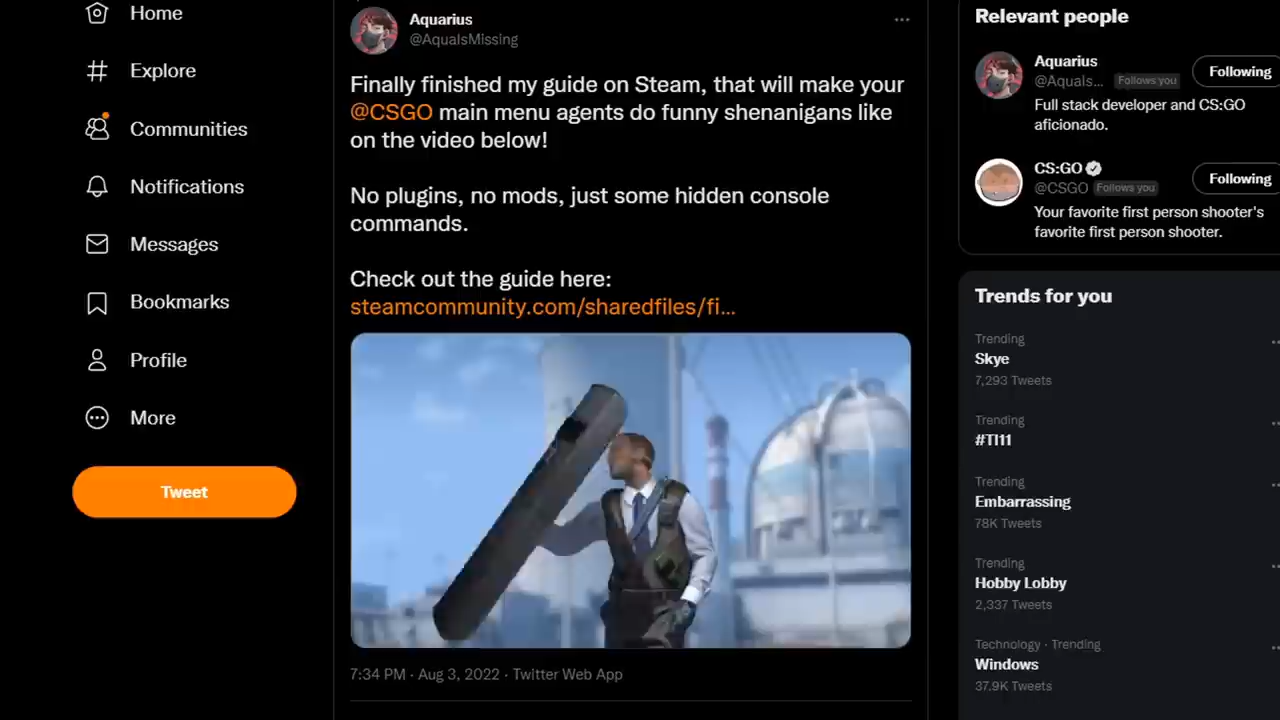 Home
Explore
Communities
Notifications
Messages
Bookmarks
Profile
More
Tweet
Aquarius
@AquaIsMissing
Finally finished my guide on Steam, that will make your
@CSGO main menu agents do funny shenanigans like
on the video below!
No plugins, no mods, just some hidden console
commands.
Check out the guide here:
steamcommunity.com/sharedfiles/fi...
7:34 PM · Aug 3, 2022 · Twitter Web App
Relevant people
Aquarius
@Aquals... Follows you
Following
Full stack developer and CS:GO
aficionado.
CS:GO
@CSGO Follows you
Following
Your favorite first person shooter's
favorite first person shooter.
Trends for you
Trending
Skye
7,293 Tweets
Trending
#TI11
Trending
Embarrassing
78K Tweets
Trending
Hobby Lobby
2,337 Tweets
Technology · Trending
Windows
37.9K Tweets